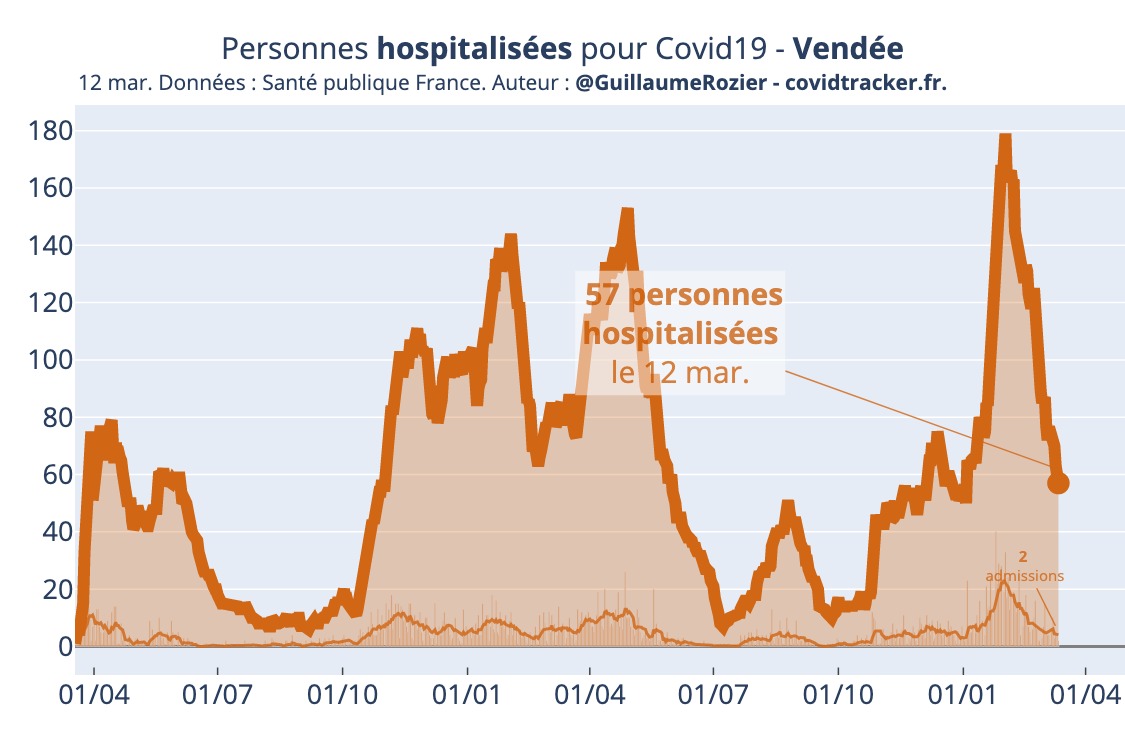 Personnes hospitalisées pour Covid19 - Vendée
12 mar. Données : Santé publique France. Auteur : @GuillaumeRozier - covidtracker.fr.
180
160
140
120
100
80
60
40
20
0
57 personnes
hospitalisées
le 12 mar.
2
admissions
01/04 01/07 01/10 01/01 01/04 01/07 01/10 01/01 01/04